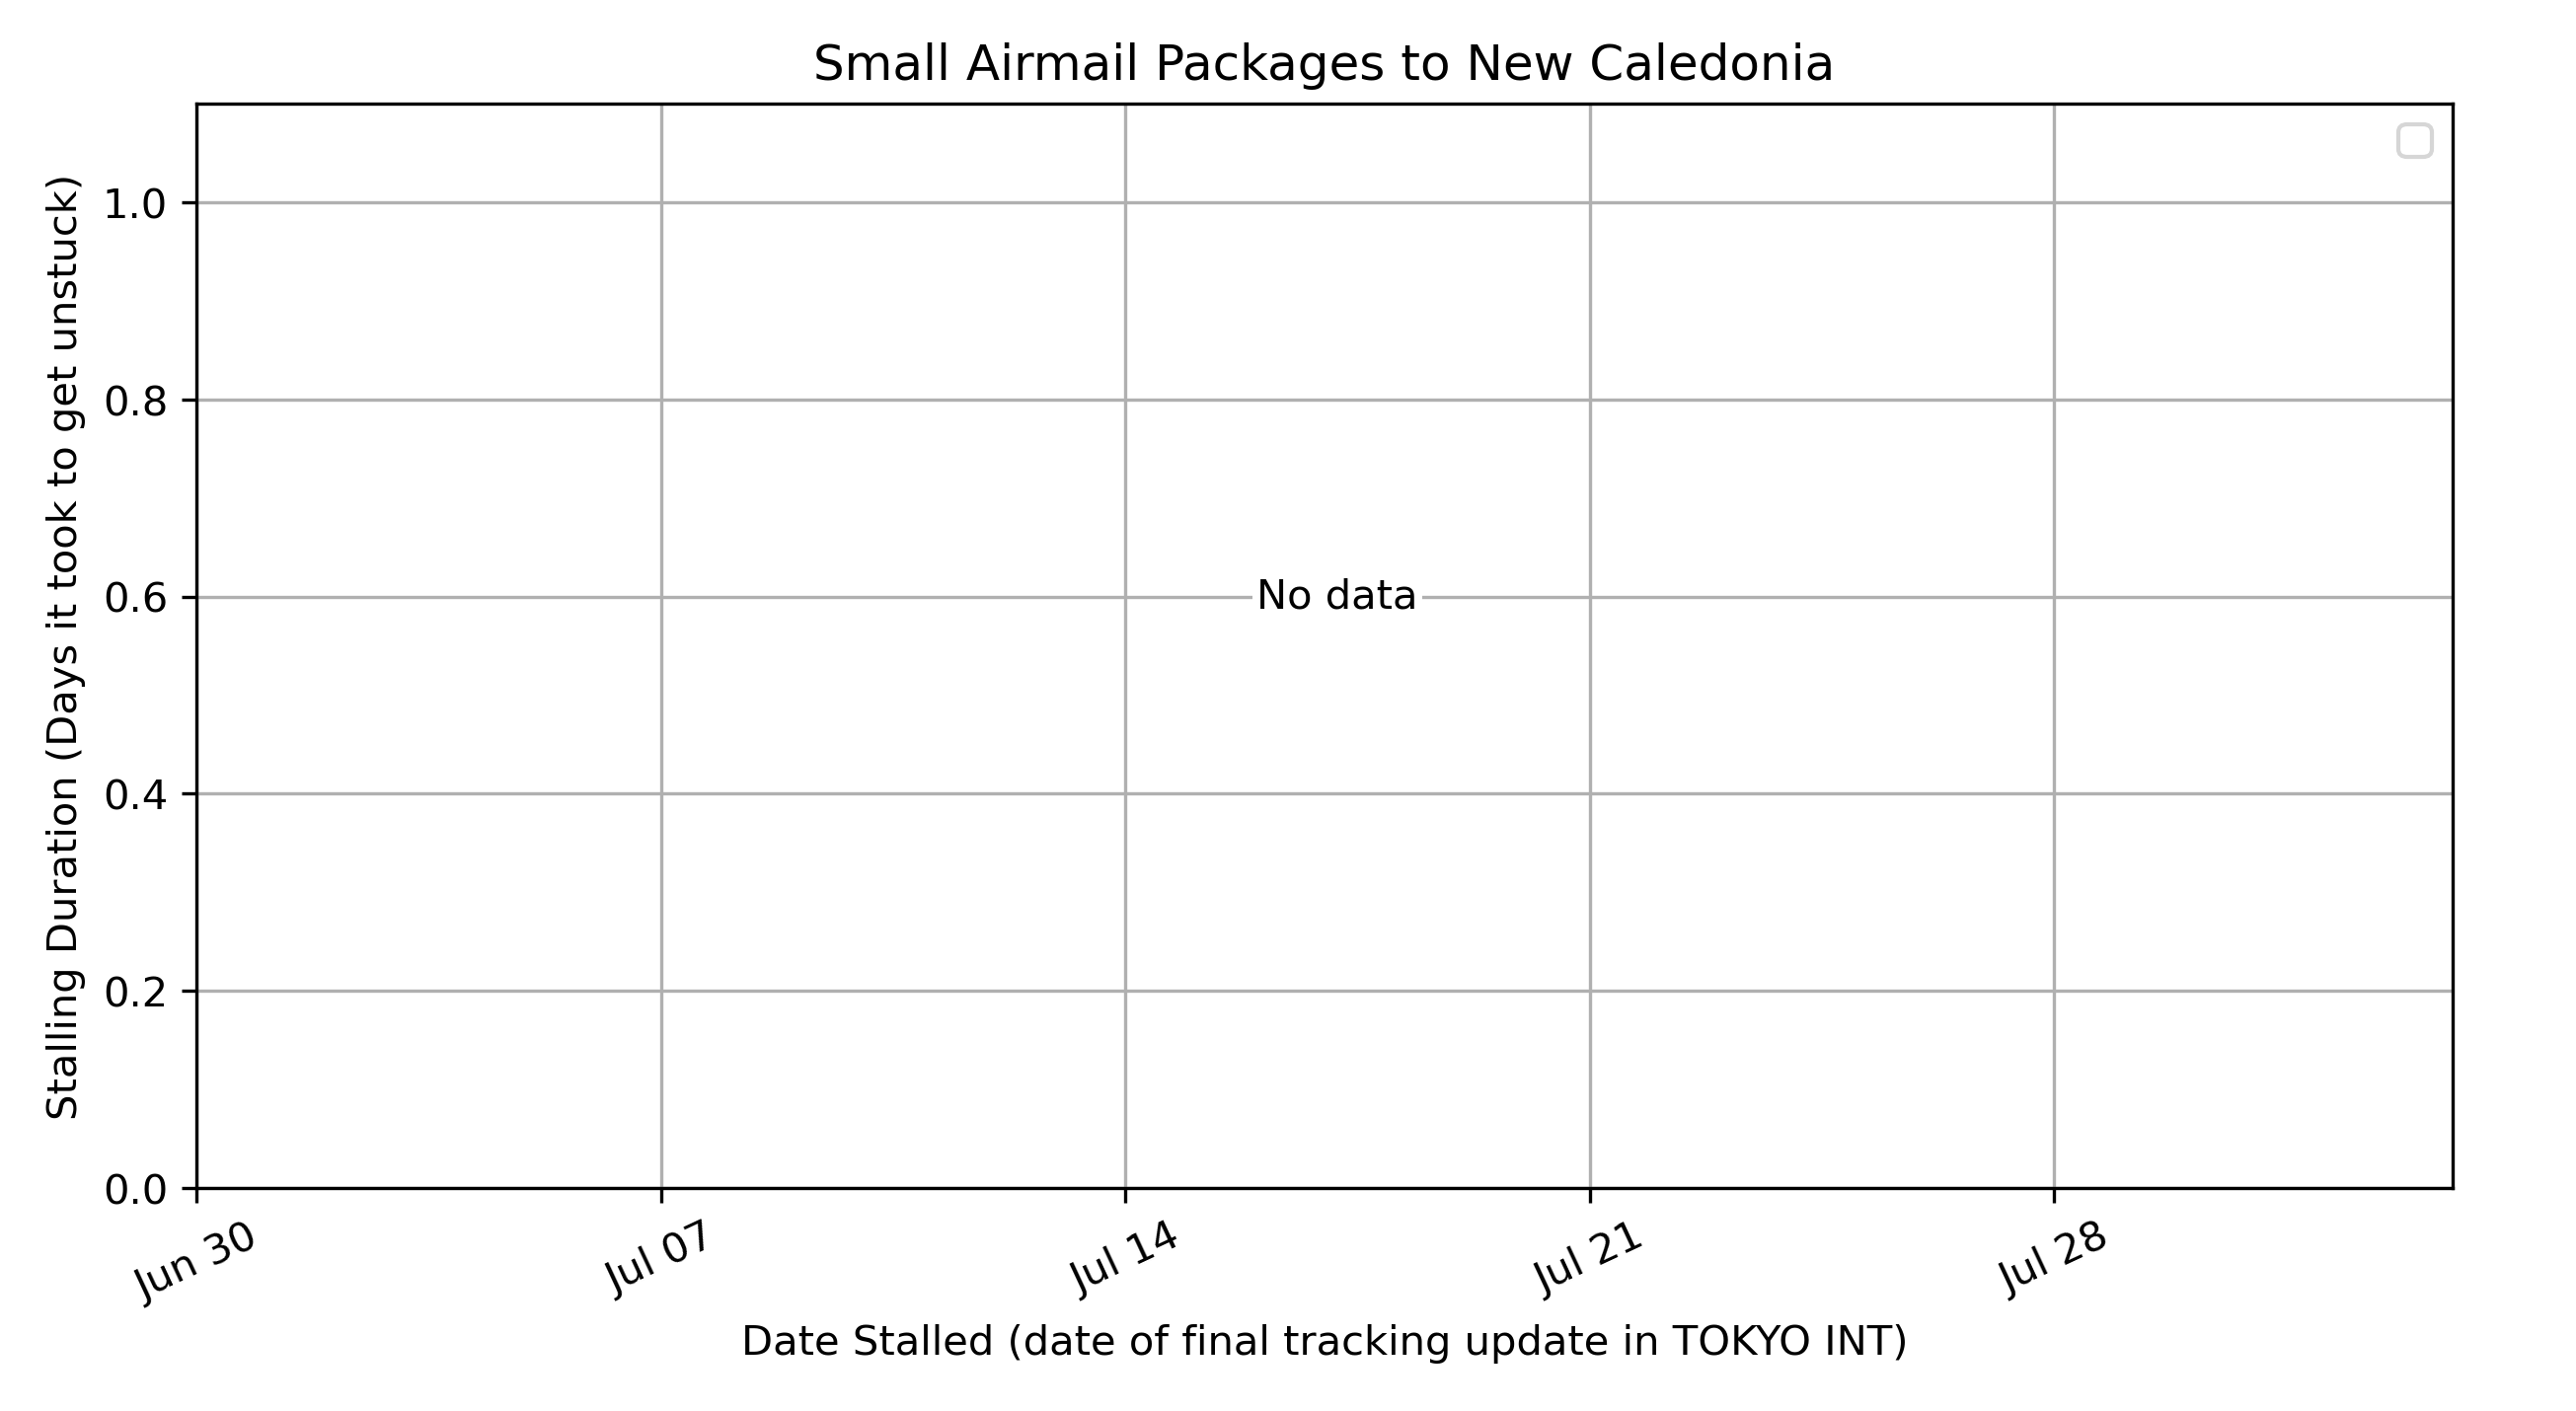 Small Airmail Packages to New Caledonia
Stalling Duration (Days it took to get unstuck)
1.0
0.8
0.6
0.4
0.2
0.0
No data
Jun 30
Jul 07
Jul 14
Jul 21
Jul 28
Date Stalled (date of final tracking update in TOKYO INT)